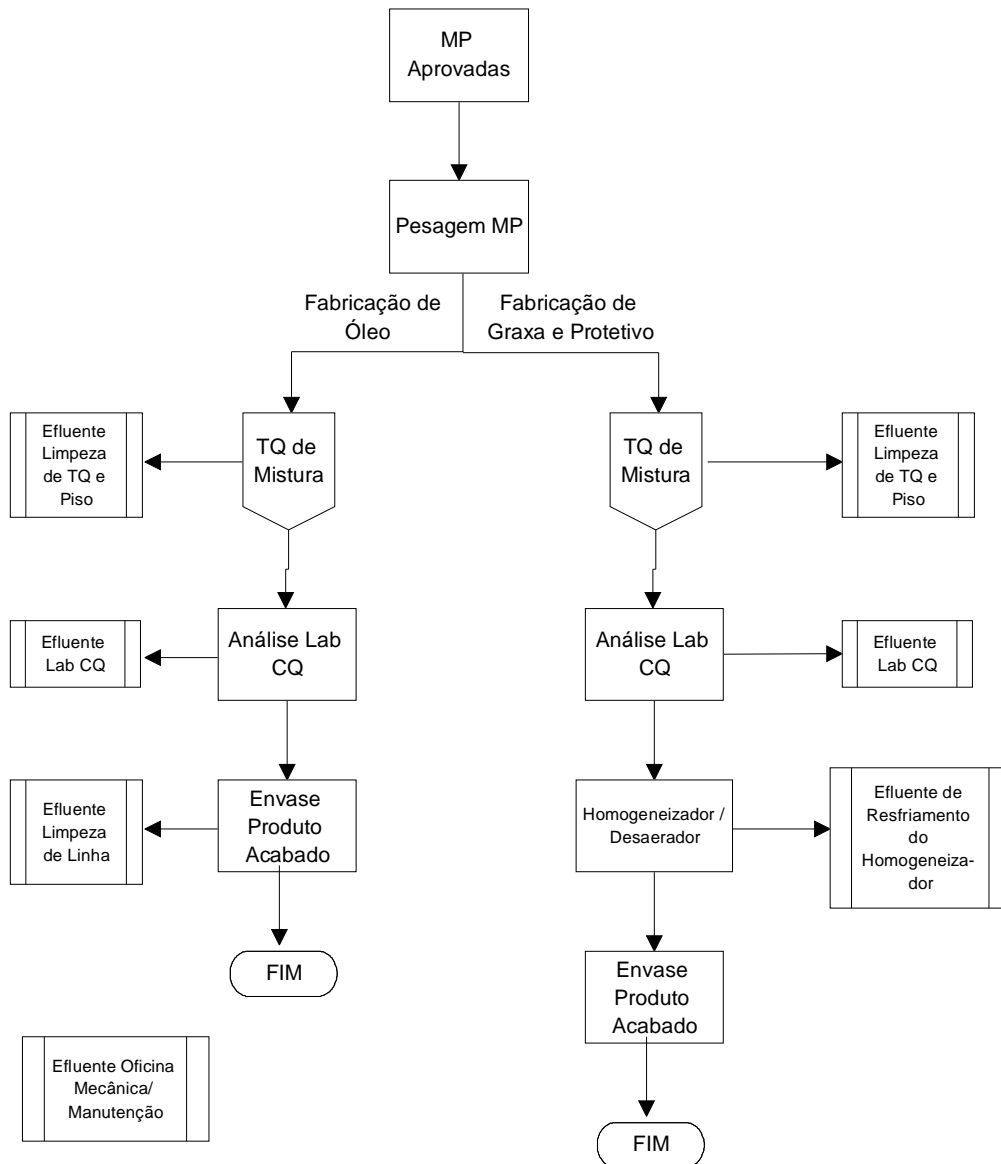 MP
Aprovadas
Pesagem MP
Fabricação de
Óleo
Fabricação de
Graxa e Protetivo
Efluente
Limpeza
de TQ e
Piso
TQ de
Mistura
TQ de
Mistura
Efluente
Limpeza
de TQ e
Piso
Efluente
Lab CQ
Análise Lab
CQ
Análise Lab
CQ
Efluente
Lab CQ
Efluente
Limpeza
de Linha
Envase
Produto
Acabado
Homogeneizador /
Desaerador
Efluente de
Resfriamento
do
Homogeneiza-
dor
FIM
Envase
Produto
Acabado
Efluente Oficina
Mecânica/
Manutenção
FIM